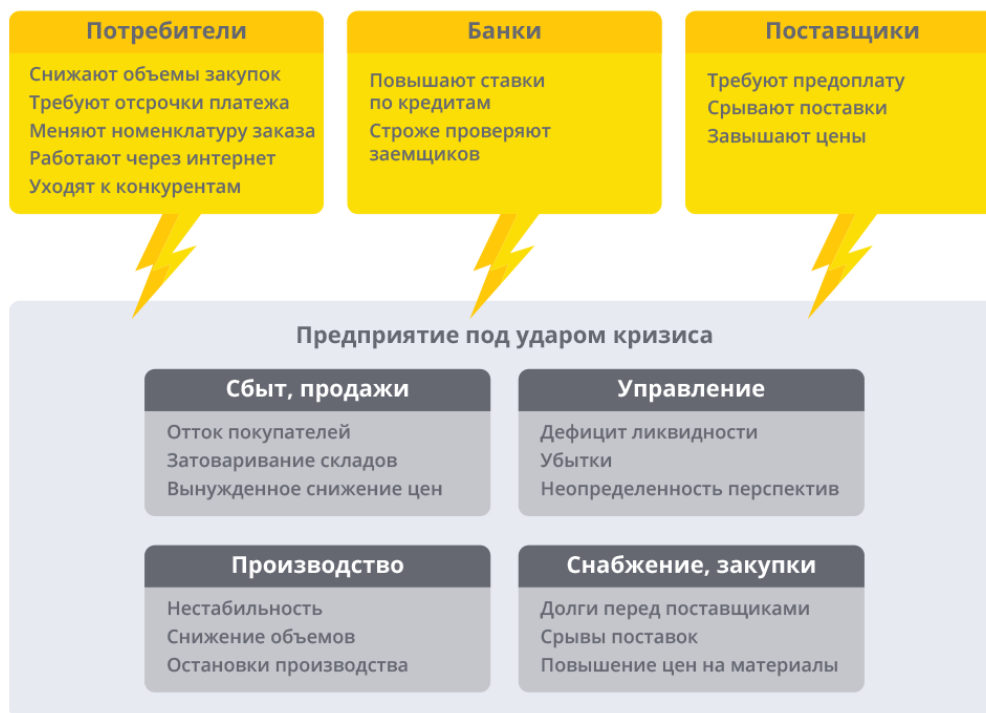 Потребители
Снижают объемы закупок
Требуют отсрочки платежа
Меняют номенклатуру заказа
Работают через интернет
Уходят к конкурентам
Банки
Повышают ставки
по кредитам
Строже проверяют
заемщиков
Поставщики
Требуют предоплату
Срывают поставки
Завышают цены
Предприятие под ударом кризиса
Сбыт, продажи
Отток покупателей
Затоваривание складов
Вынужденное снижение цен
Управление
Дефицит ликвидности
Убытки
Неопределенность перспектив
Производство
Нестабильность
Снижение объемов
Остановки производства
Снабжение, закупки
Долги перед поставщиками
Срывы поставок
Повышение цен на материалы